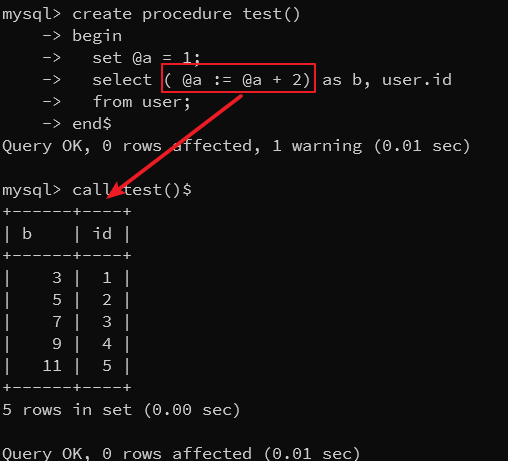 mysql> create procedure test()
    -> begin
    ->   set @a = 1;
    ->   select ( @a := @a + 2) as b, user.id
    ->   from user;
    -> end$
Query OK, 0 rows affected, 1 warning (0.01 sec)
mysql> call test()$
+------+----+
| b    | id |
+------+----+
|    3 |  1 |
|    5 |  2 |
|    7 |  3 |
|    9 |  4 |
|   11 |  5 |
+------+----+
5 rows in set (0.00 sec)
Query OK, 0 rows affected (0.01 sec)